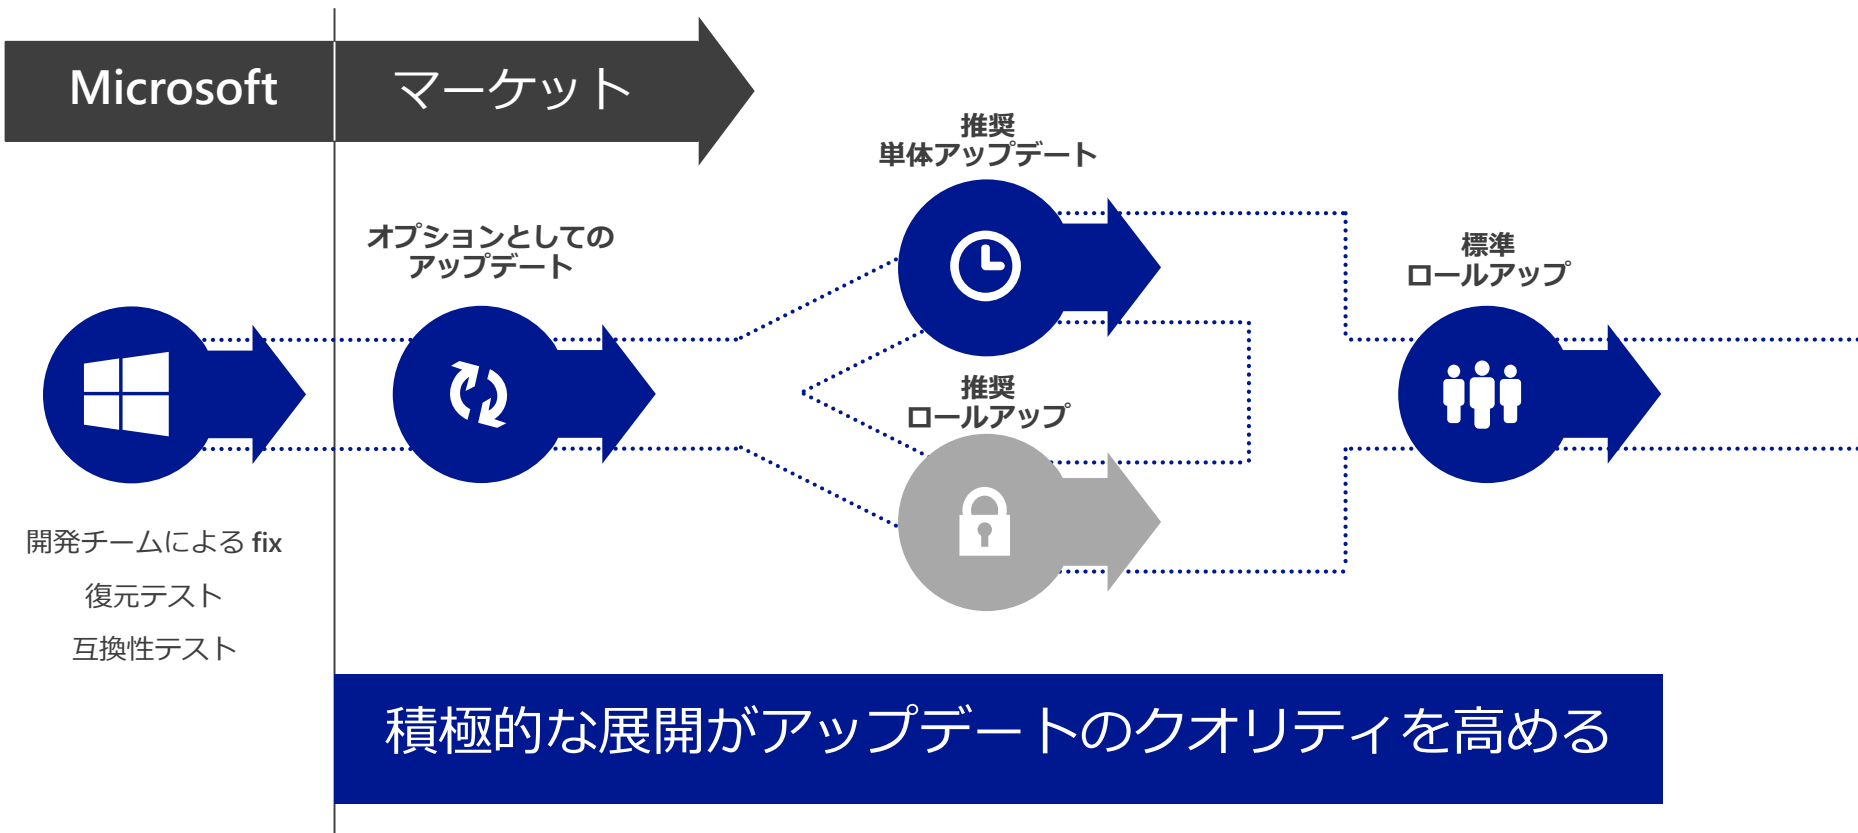 Microsoft
マーケット
推奨
単体アップデート
オプションとしての
アップデート
標準
ロールアップ
推奨
ロールアップ
開発チームによる fix
復元テスト
互換性テスト
積極的な展開がアップデートのクオリティを高める